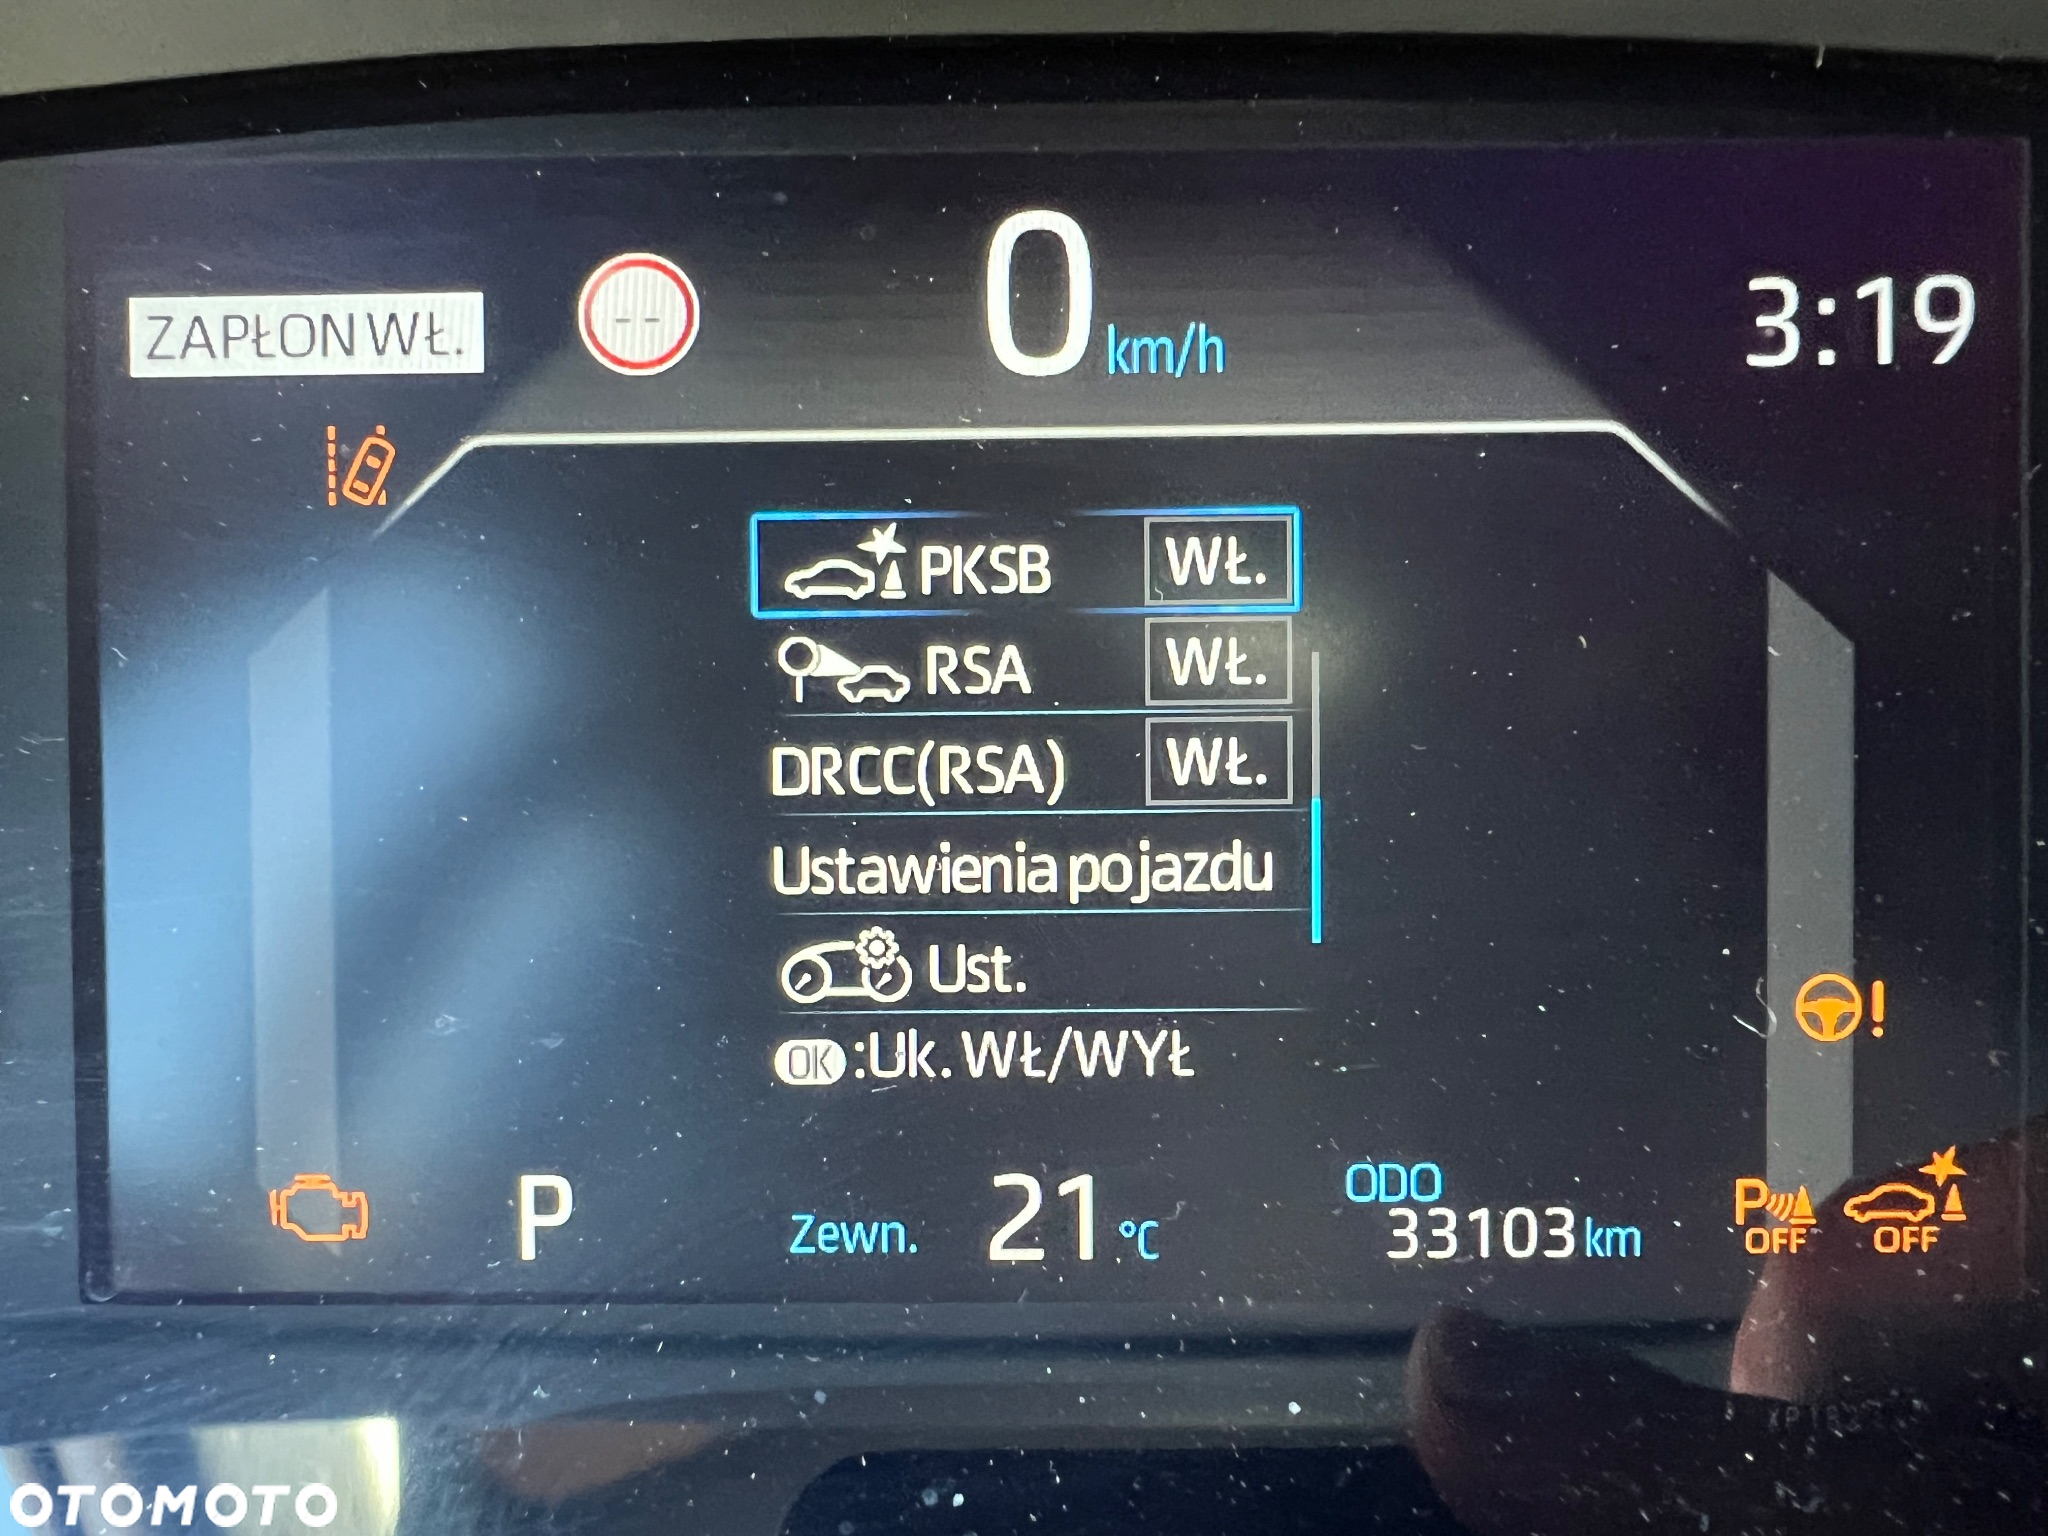 0 km/h
3:19
ZAPŁON WŁ.
--
PKSB WŁ.
RSA WŁ.
DRCC(RSA) WŁ.
Ustawienia pojazdu
Ust.
OK :Uk. WŁ/WYŁ
P
Zewn. 21 °C
ODO
33103 km
P OFF
OFF
OTOMOTO